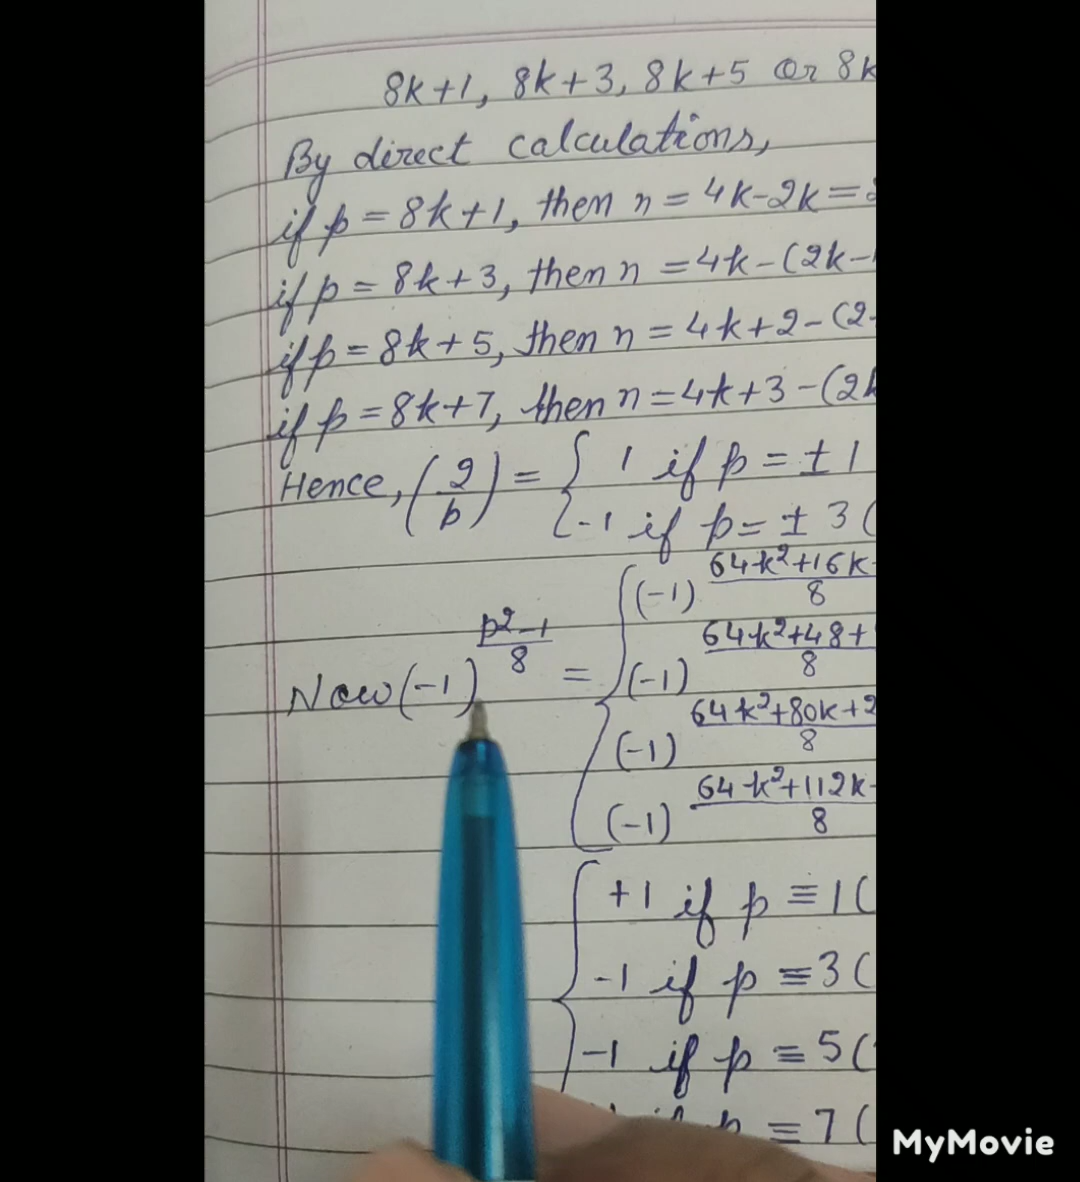 8k+1, 8k+3, 8k+5 or 8k
By direct calculations,
if p = 8k+1, then n = 4k-2k=
if p = 8k+3, then n = 4k-(2k-
if p = 8k+5, then n = 4k+2-(2
if p = 8k+7, then n = 4k+3-(2k
Hence, (2/p) = { 1 if p = ±1
-1 if p = ± 3 (
Now (-1)^(p²-1)/8 = { (-1)^(64k²+16k)/8
(-1)^(64k²+48+)/8
(-1)^(64k²+80k+2)/8
(-1)^(64k²+112k)/8
+1 if p ≡ 1 (
-1 if p ≡ 3 (
-1 if p ≡ 5 (
if p ≡ 7 (
MyMovie